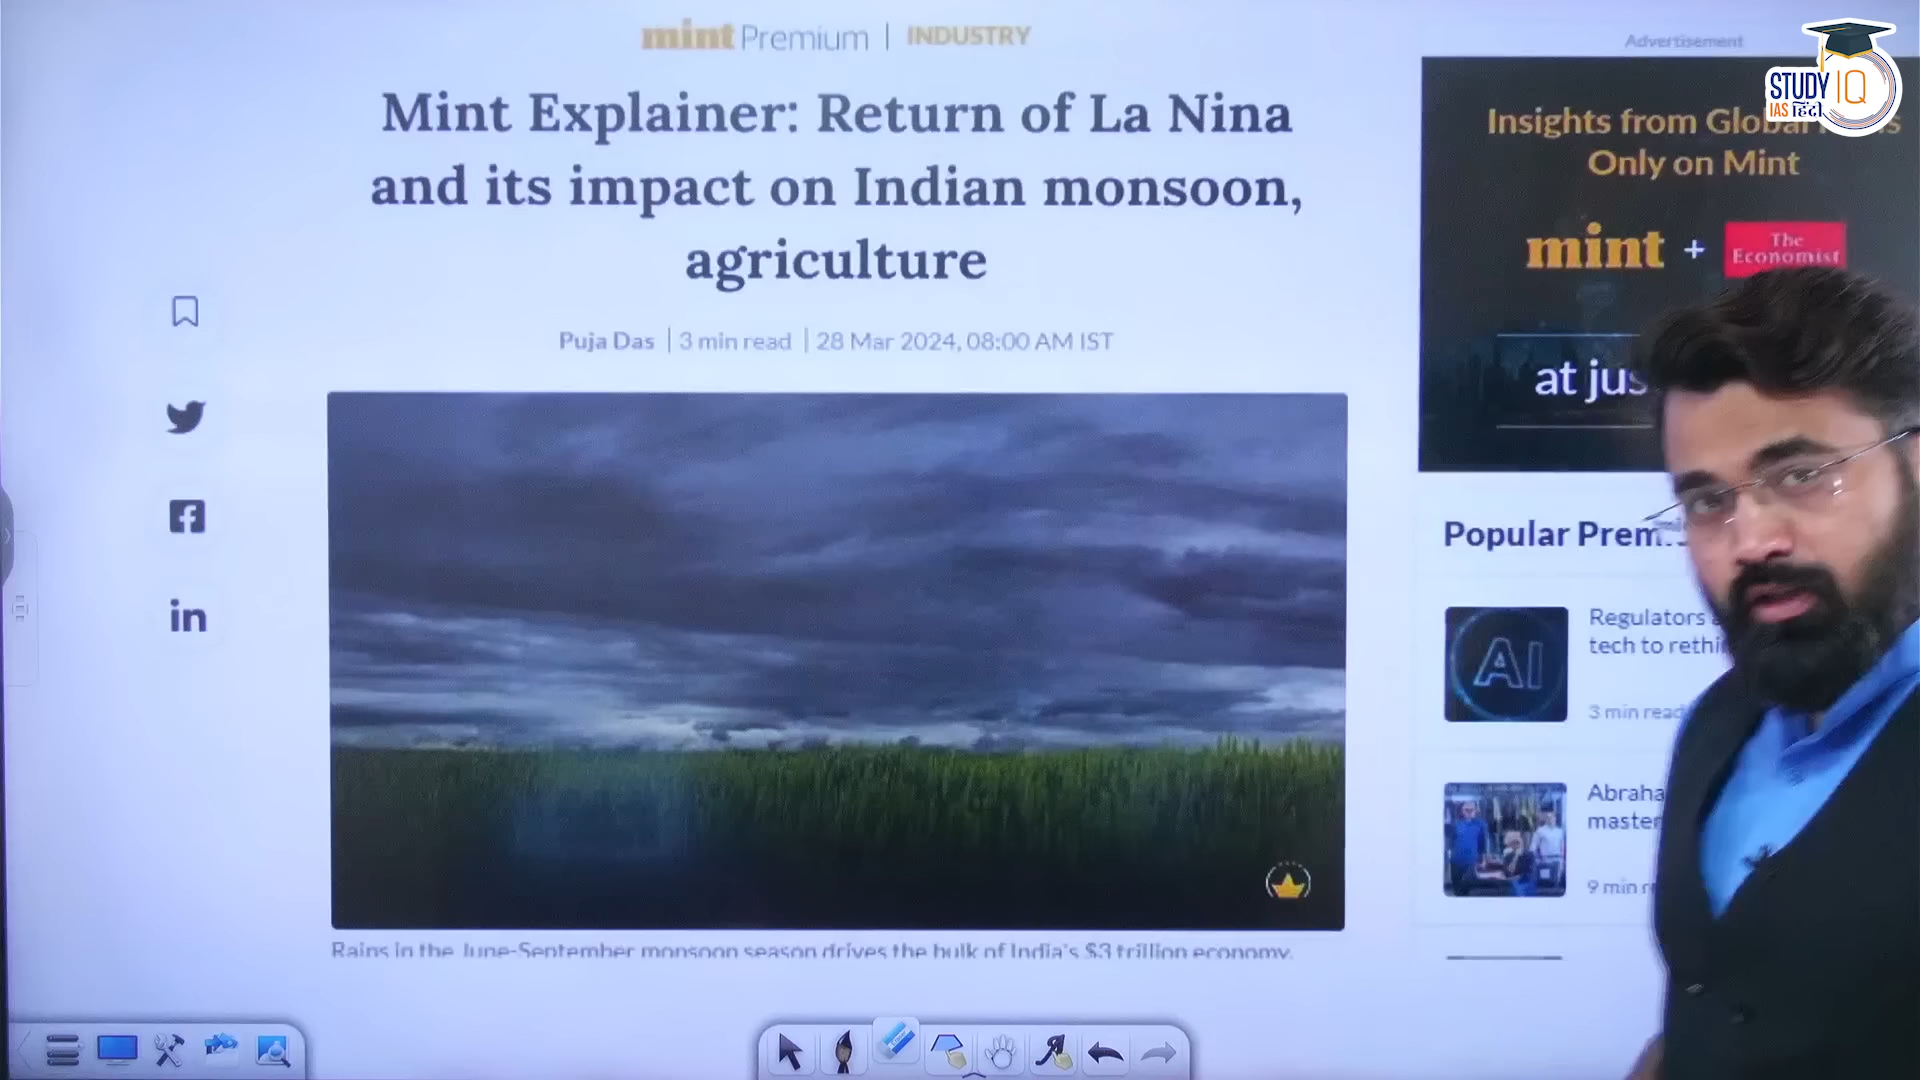 mint Premium | INDUSTRY
Mint Explainer: Return of La Nina
and its impact on Indian monsoon,
agriculture
Puja Das | 3 min read | 28 Mar 2024, 08:00 AM IST
Rains in the June-September monsoon season drives the bulk of India's $3 trillion economy.
Advertisement
STUDY IQ
IAS हिंदी
Insights from Global
Only on Mint
mint + The
Economist
at jus
Popular Prem
AI
Regulators
tech to rethi
3 min read
Abraha
master
9 min r